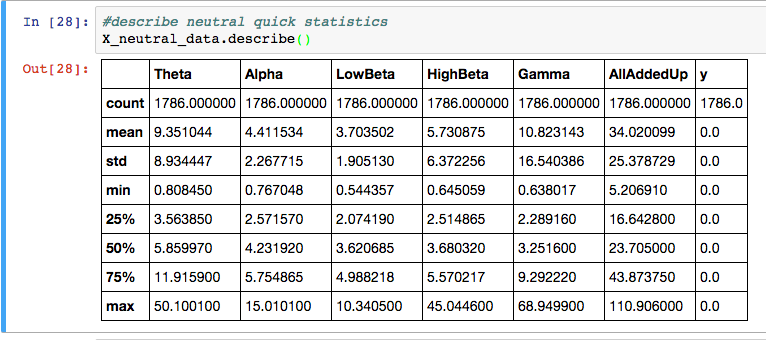 In [28]: #describe neutral quick statistics
X_neutral_data.describe()
Out[28]: Theta Alpha LowBeta HighBeta Gamma AllAddedUp y
count 1786.000000 1786.000000 1786.000000 1786.000000 1786.000000 1786.000000 1786.0
mean 9.351044 4.411534 3.703502 5.730875 10.823143 34.020099 0.0
std 8.934447 2.267715 1.905130 6.372256 16.540386 25.378729 0.0
min 0.808450 0.767048 0.544357 0.645059 0.638017 5.206910 0.0
25% 3.563850 2.571570 2.074190 2.514865 2.289160 16.642800 0.0
50% 5.859970 4.231920 3.620685 3.680320 3.251600 23.705000 0.0
75% 11.915900 5.754865 4.988218 5.570217 9.292220 43.873750 0.0
max 50.100100 15.010100 10.340500 45.044600 68.949900 110.906000 0.0